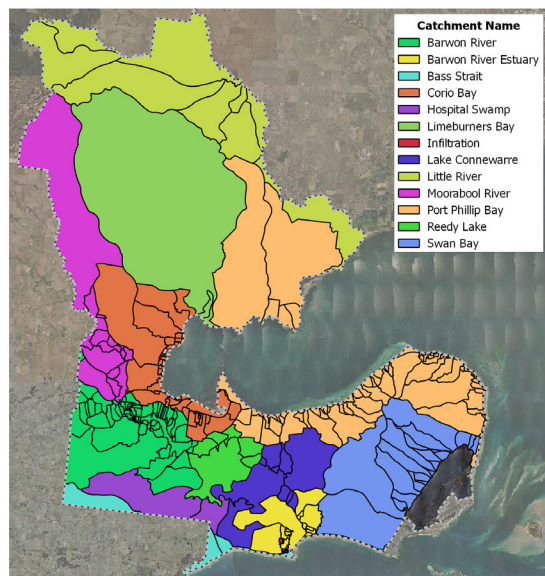 Catchment Name
Barwon River
Barwon River Estuary
Bass Strait
Corio Bay
Hospital Swamp
Limeburners Bay
Infiltration
Lake Connewarre
Little River
Moorabool River
Port Phillip Bay
Reedy Lake
Swan Bay